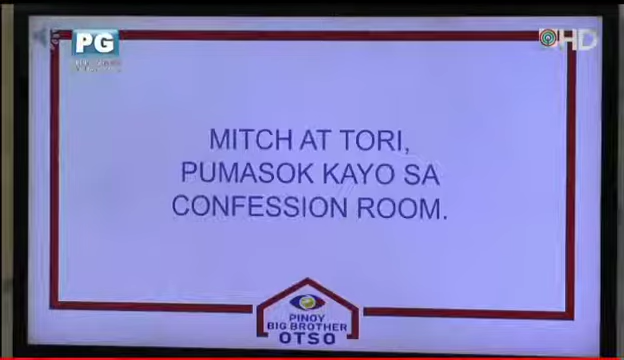 PG
HD
MITCH AT TORI,
PUMASOK KAYO SA
CONFESSION ROOM.
PINOY
BIG BROTHER
OTSO